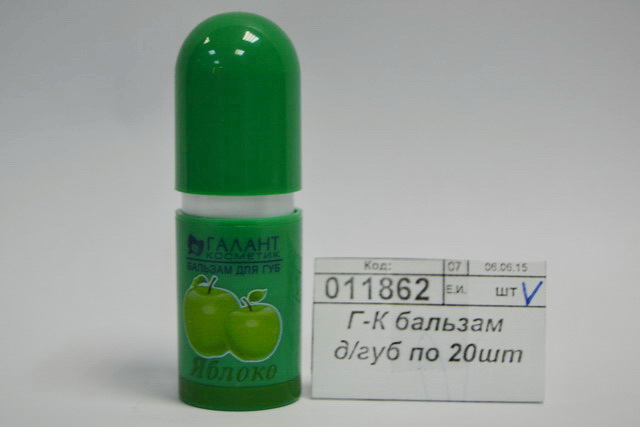 ГАЛАНТ
КОСМЕТИК
БАЛЬЗАМ ДЛЯ ГУБ
Яблоко
Код: 07 06.06.15
011862 Е.И. шт
Г-К бальзам
д/губ по 20шт